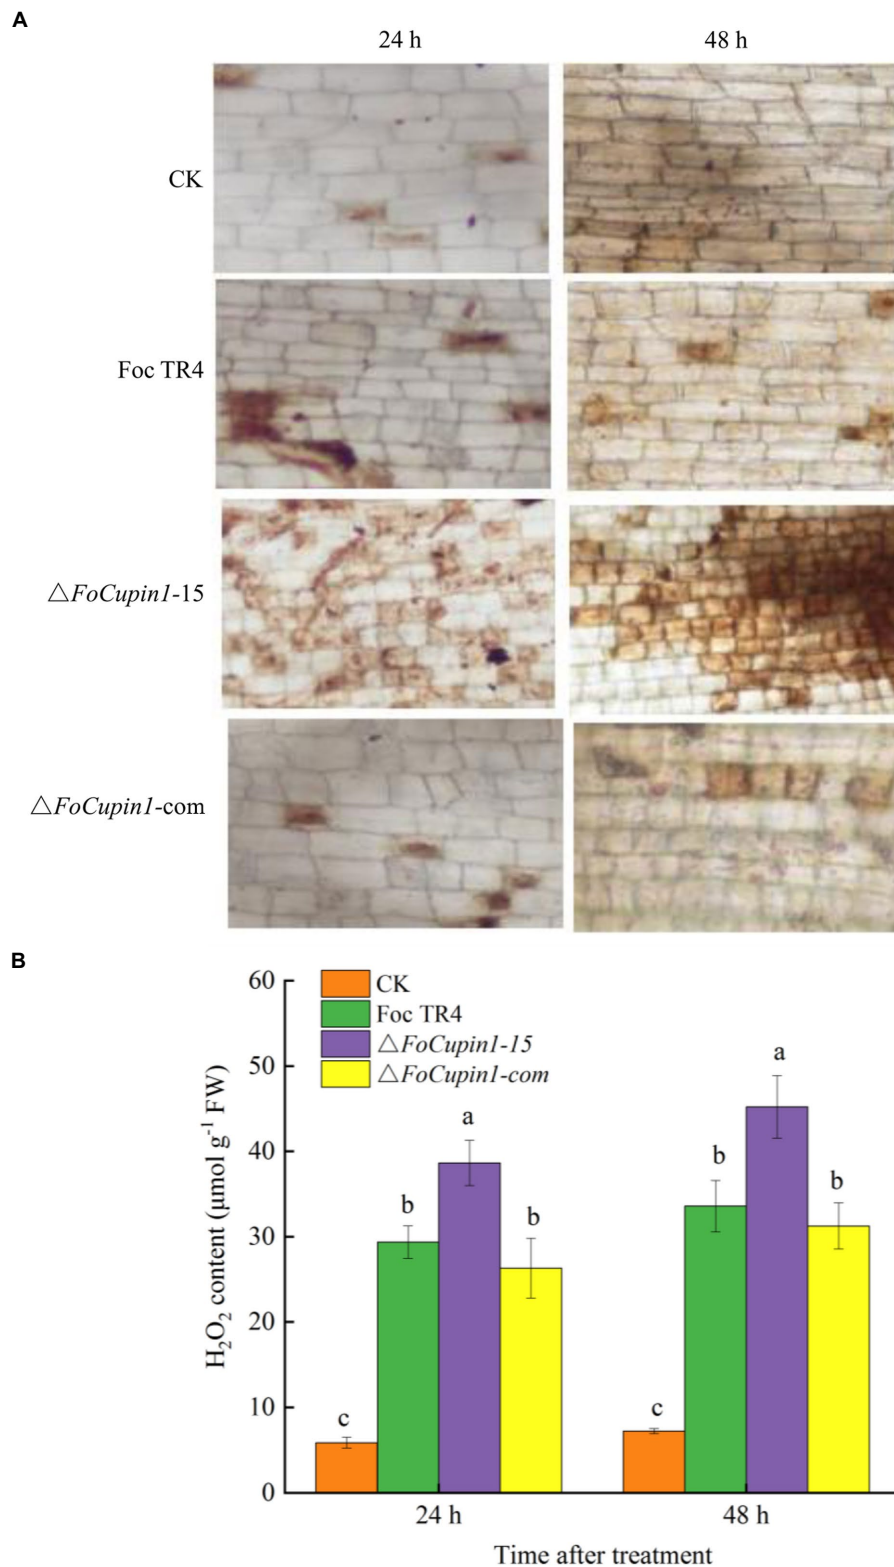 A
24 h 48 h
CK
Foc TR4
△FoCupin1-15
△FoCupin1-com
B
60
50
40
30
20
10
0
H₂O₂ content (μmol g⁻¹ FW)
CK
Foc TR4
△FoCupin1-15
△FoCupin1-com
c b a b
c b a b
24 h 48 h
Time after treatment